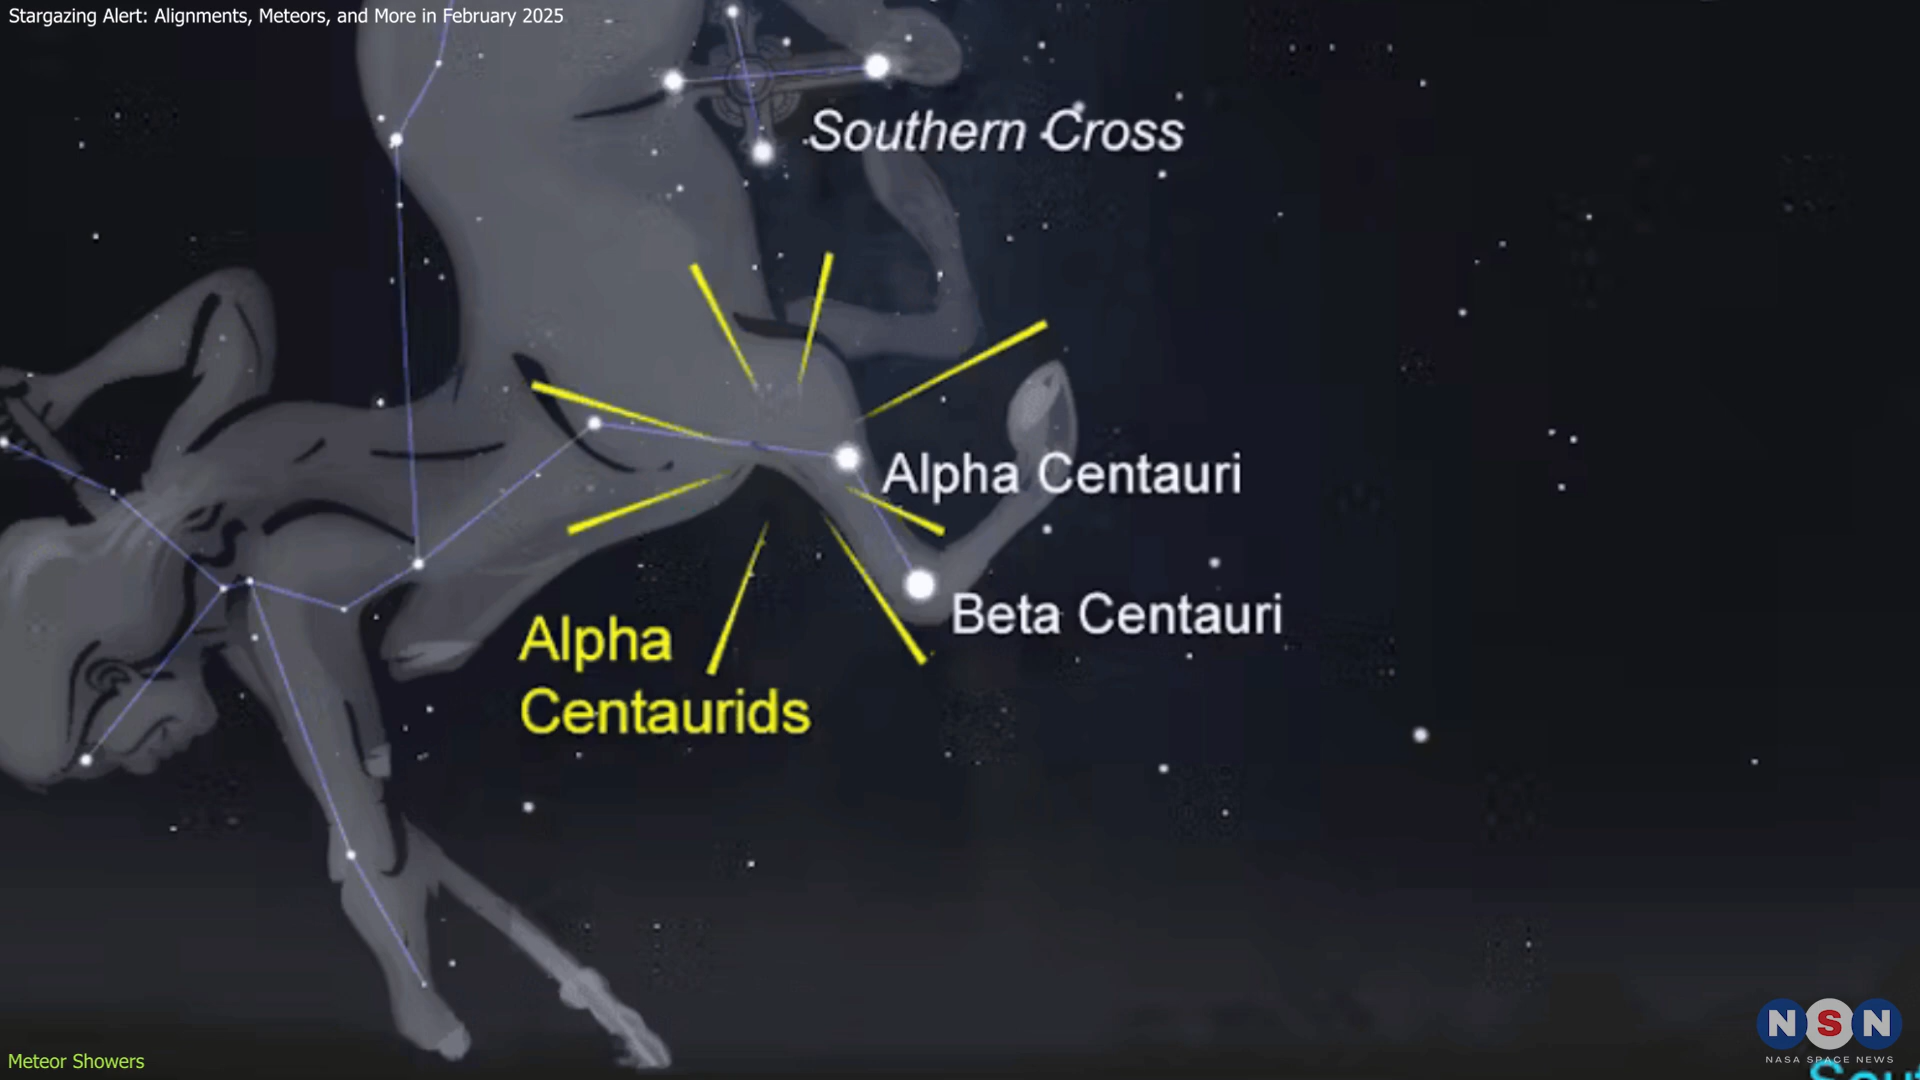 Stargazing Alert: Alignments, Meteors, and More in February 2025
Southern Cross
Alpha Centauri
Beta Centauri
Alpha
Centaurids
Meteor Showers
NSN
NASA SPACE NEWS